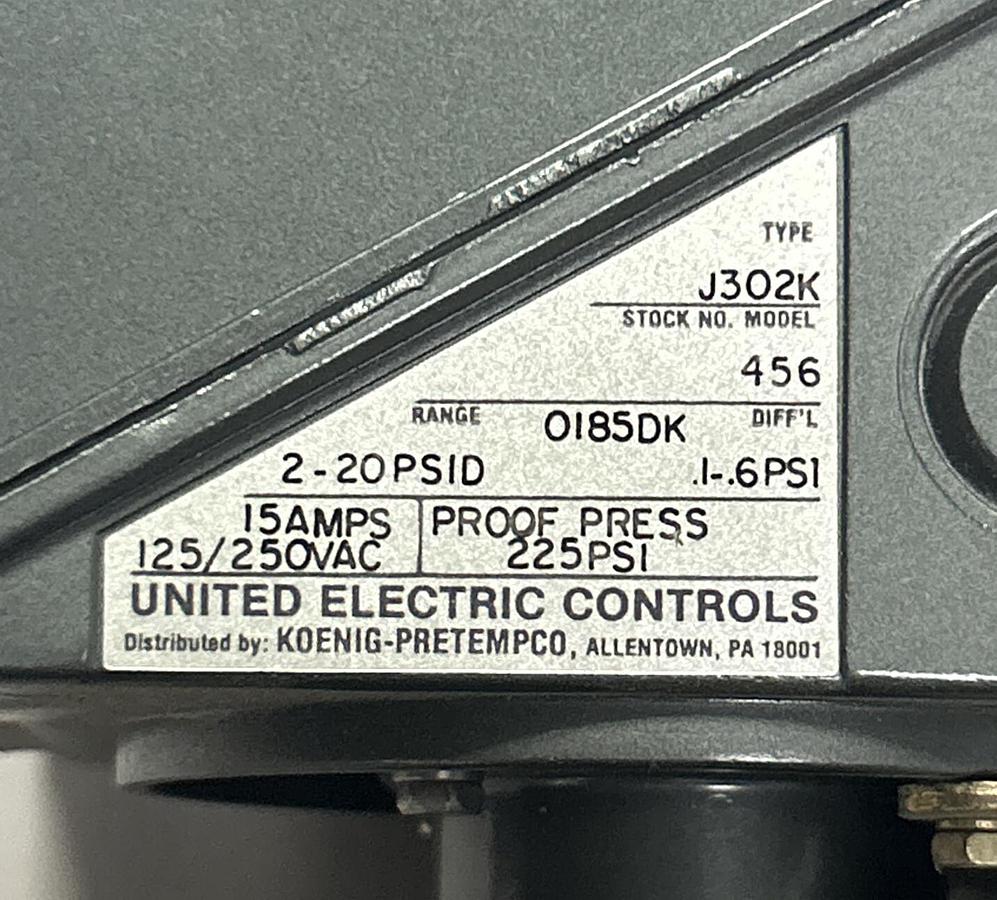 TYPE
J302K
STOCK NO. MODEL
456
RANGE 0185DK DIFF'L
2-20PSID .1-.6PSI
15AMPS PROOF PRESS
125/250VAC 225PSI
UNITED ELECTRIC CONTROLS
Distributed by: KOENIG-PRETEMPCO, ALLENTOWN, PA 18001